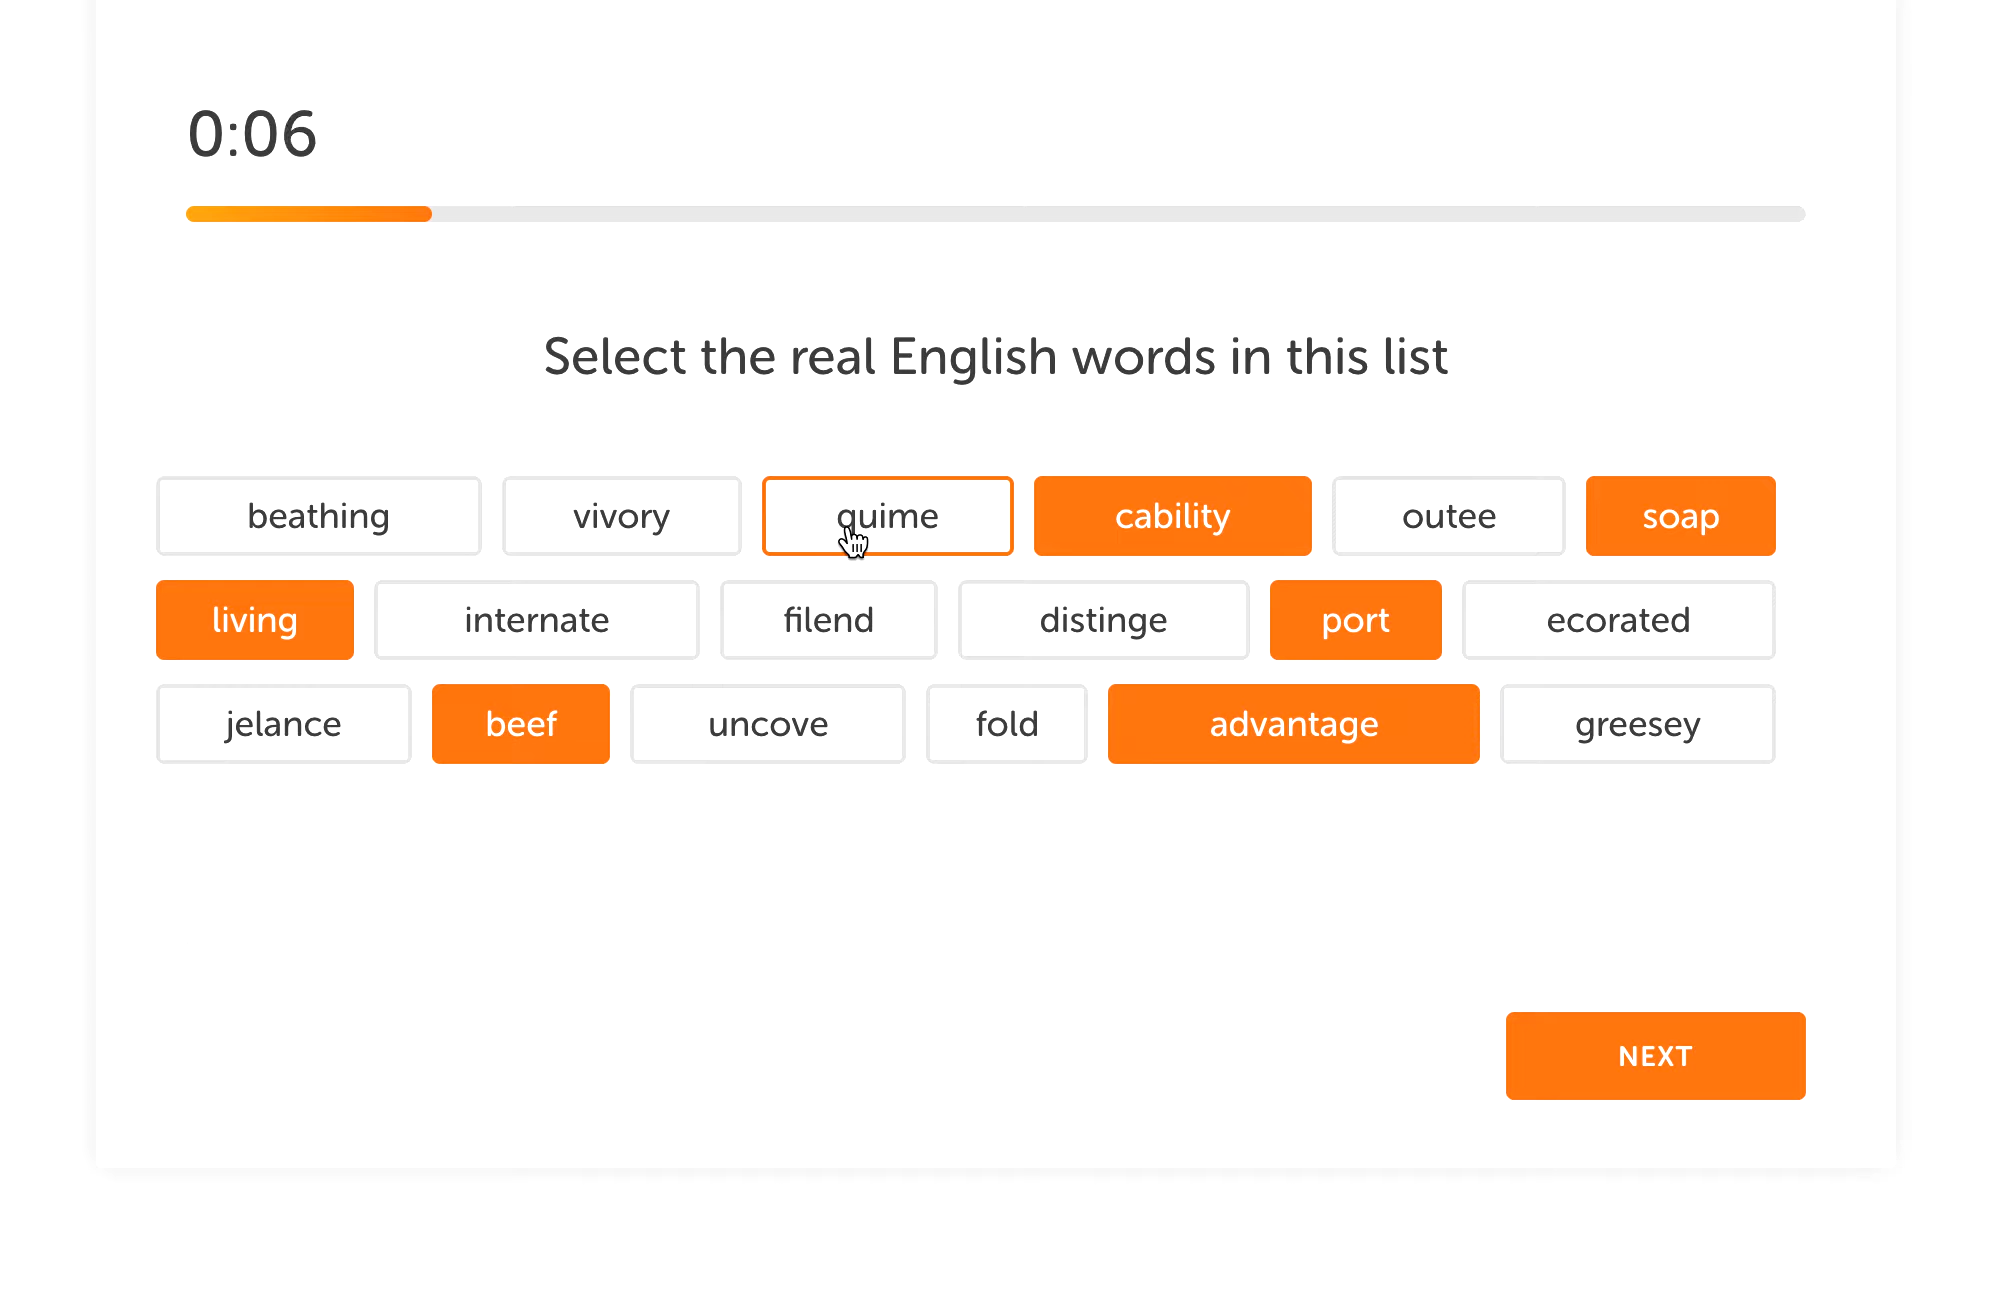 0:06
Select the real English words in this list
beathing vivory quime cability outee soap
living internate filend distinge port ecorated
jelance beef uncove fold advantage greesey
NEXT